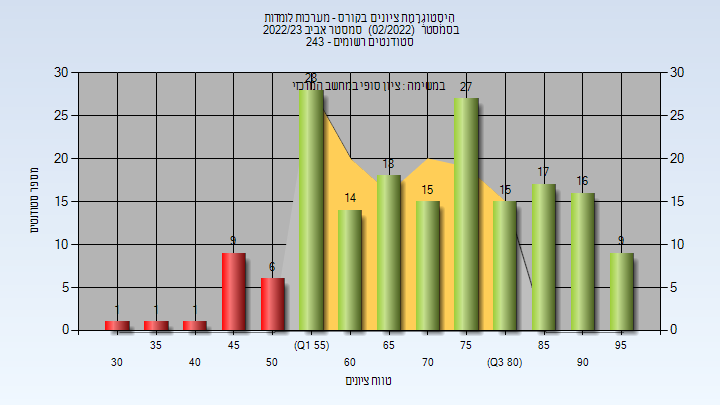 היסטוגרמת ציונים בקורס - מערכות לומדות
בסמסטר (02/2022) סמסטר אביב 2022/23
סטודנטים רשומים - 243
במשימה : ציון סופי במחשב המרכזי
מספר סטודנטים
30 25 20 15 10 5 0
30 25 20 15 10 5 0
1 1 1 9 6 28 14 18 15 27 15 17 16 9
35 45 (Q1 55) 65 75 85 95
30 40 50 60 70 (Q3 80) 90
טווח ציונים